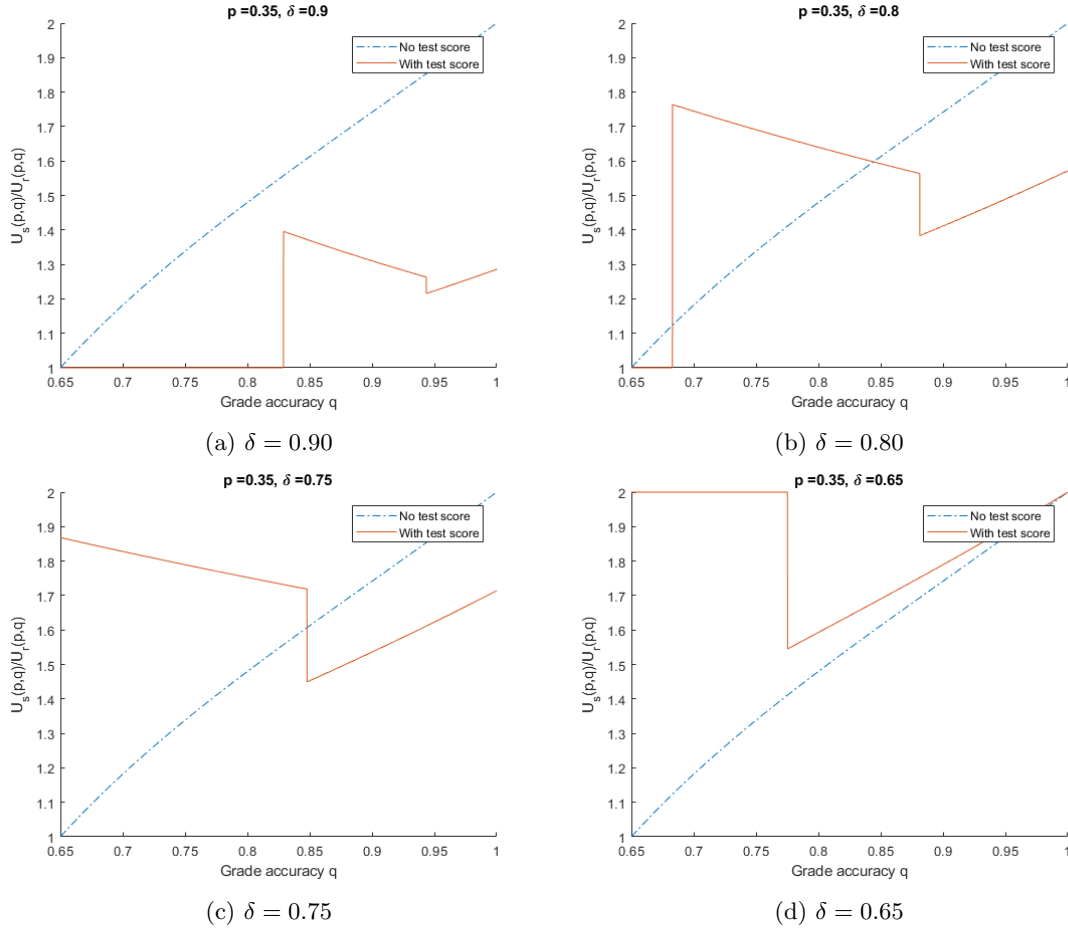 p =0.35, δ =0.9
2
1.9
1.8
1.7
1.6
1.5
1.4
1.3
1.2
1.1
1
U_s(p,q)/U_r(p,q)
No test score
With test score
0.65 0.7 0.75 0.8 0.85 0.9 0.95 1
Grade accuracy q
(a) δ = 0.90
p =0.35, δ =0.8
2
1.9
1.8
1.7
1.6
1.5
1.4
1.3
1.2
1.1
1
U_s(p,q)/U_r(p,q)
No test score
With test score
0.65 0.7 0.75 0.8 0.85 0.9 0.95 1
Grade accuracy q
(b) δ = 0.80
p =0.35, δ =0.75
2
1.9
1.8
1.7
1.6
1.5
1.4
1.3
1.2
1.1
1
U_s(p,q)/U_r(p,q)
No test score
With test score
0.65 0.7 0.75 0.8 0.85 0.9 0.95 1
Grade accuracy q
(c) δ = 0.75
p =0.35, δ =0.65
2
1.9
1.8
1.7
1.6
1.5
1.4
1.3
1.2
1.1
1
U_s(p,q)/U_r(p,q)
No test score
With test score
0.65 0.7 0.75 0.8 0.85 0.9 0.95 1
Grade accuracy q
(d) δ = 0.65